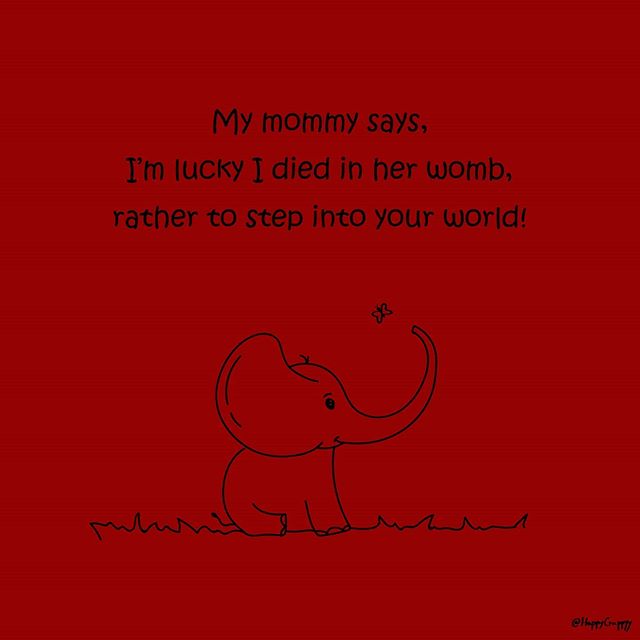 My mommy says,
I'm lucky I died in her womb,
rather to step into your world!